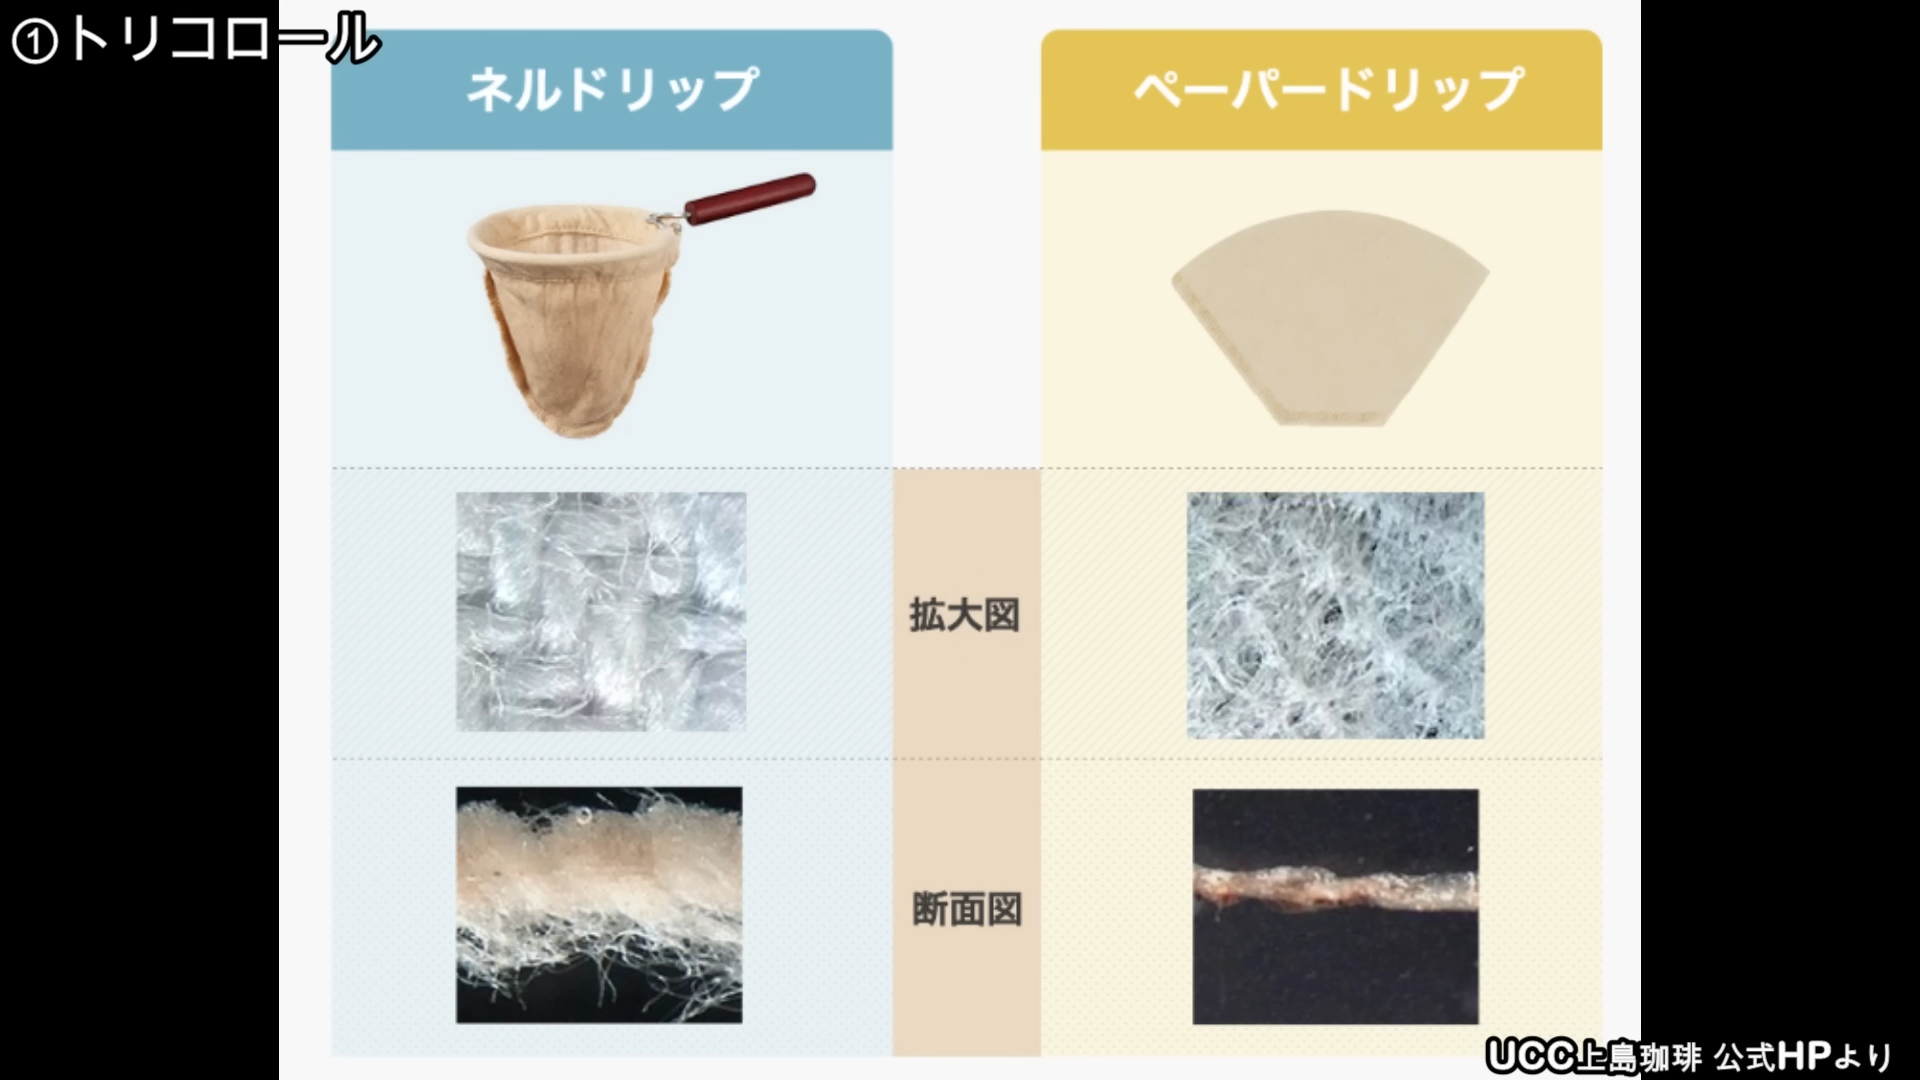 ①トリコロール
ネルドリップ
ペーパードリップ
拡大図
断面図
UCC上島珈琲 公式HPより